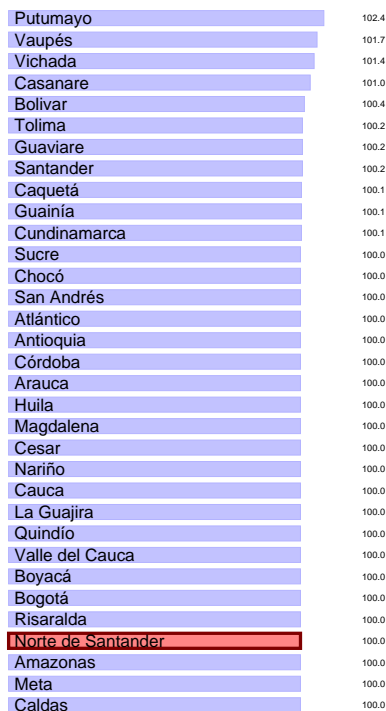 Putumayo 102.4
Vaupés 101.7
Vichada 101.4
Casanare 101.0
Bolivar 100.4
Tolima 100.2
Guaviare 100.2
Santander 100.2
Caquetá 100.1
Guainía 100.1
Cundinamarca 100.1
Sucre 100.0
Chocó 100.0
San Andrés 100.0
Atlántico 100.0
Antioquia 100.0
Córdoba 100.0
Arauca 100.0
Huila 100.0
Magdalena 100.0
Cesar 100.0
Nariño 100.0
Cauca 100.0
La Guajira 100.0
Quindío 100.0
Valle del Cauca 100.0
Boyacá 100.0
Bogotá 100.0
Risaralda 100.0
Norte de Santander 100.0
Amazonas 100.0
Meta 100.0
Caldas 100.0